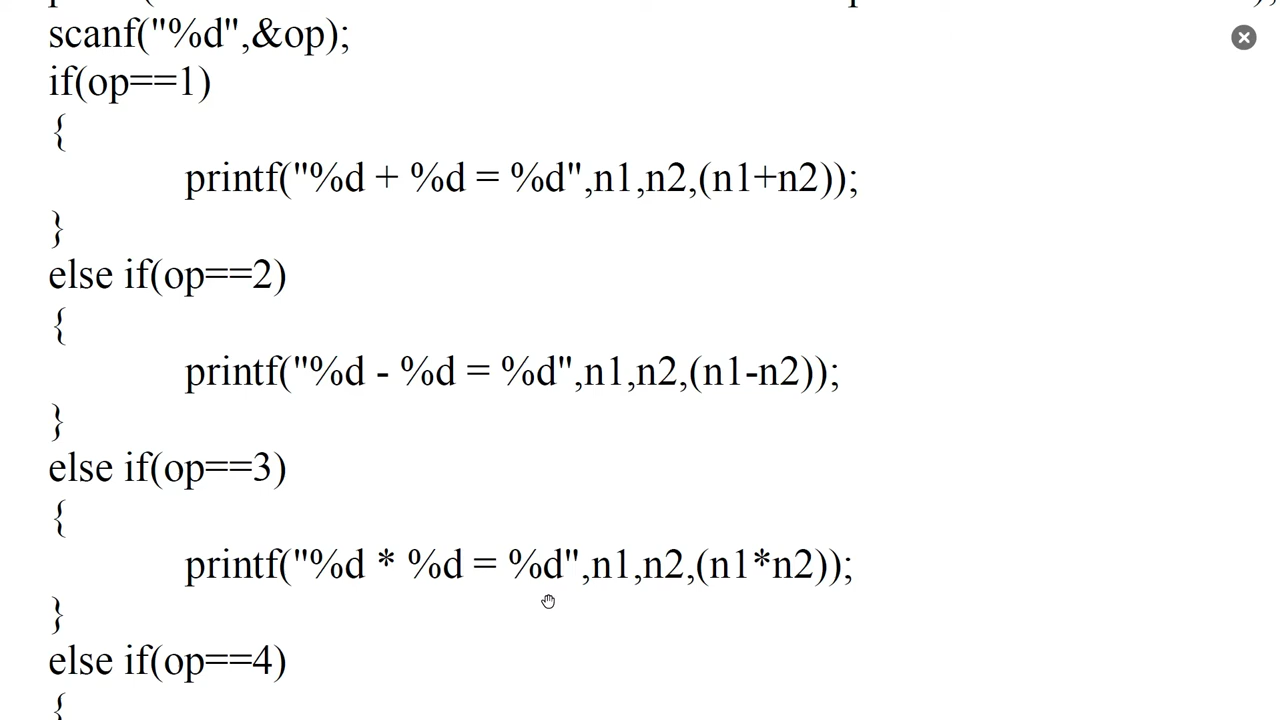 scanf("%d",&op);
if(op==1)
{
printf("%d + %d = %d",n1,n2,(n1+n2));
}
else if(op==2)
{
printf("%d - %d = %d",n1,n2,(n1-n2));
}
else if(op==3)
{
printf("%d * %d = %d",n1,n2,(n1*n2));
}
else if(op==4)
{